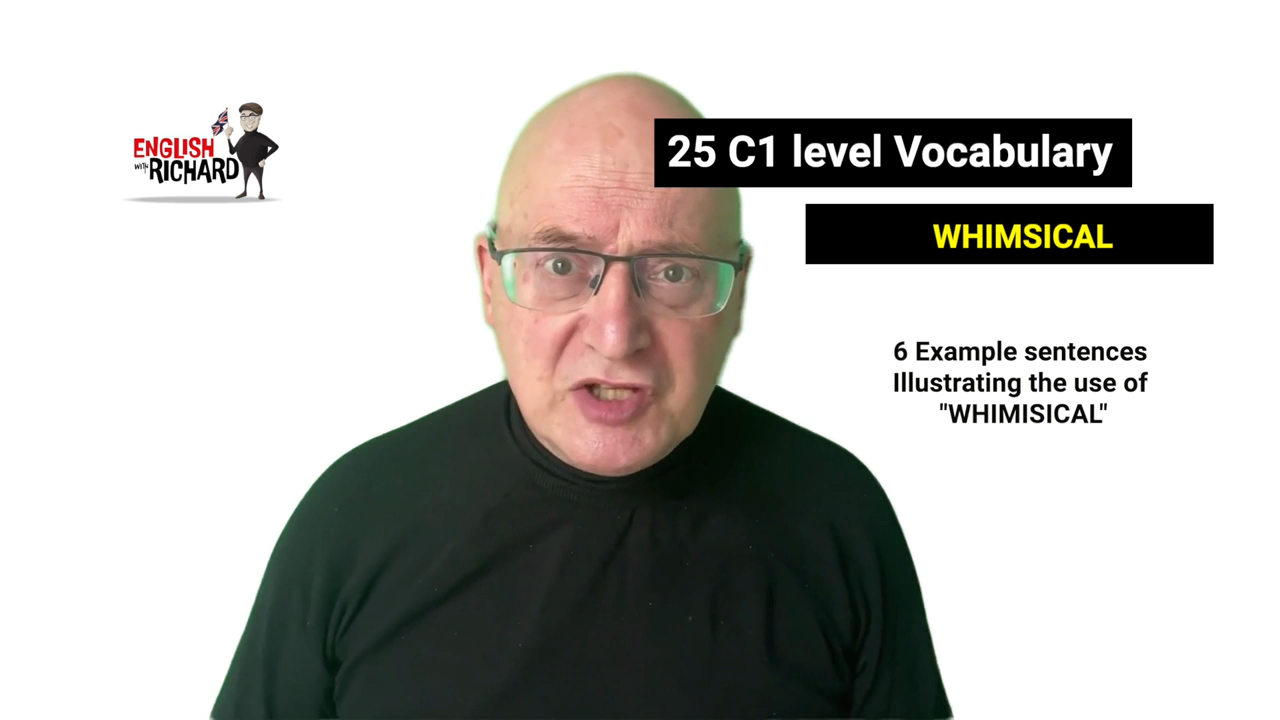 ENGLISH
with RICHARD
25 C1 level Vocabulary
WHIMSICAL
6 Example sentences
Illustrating the use of
"WHIMISICAL"